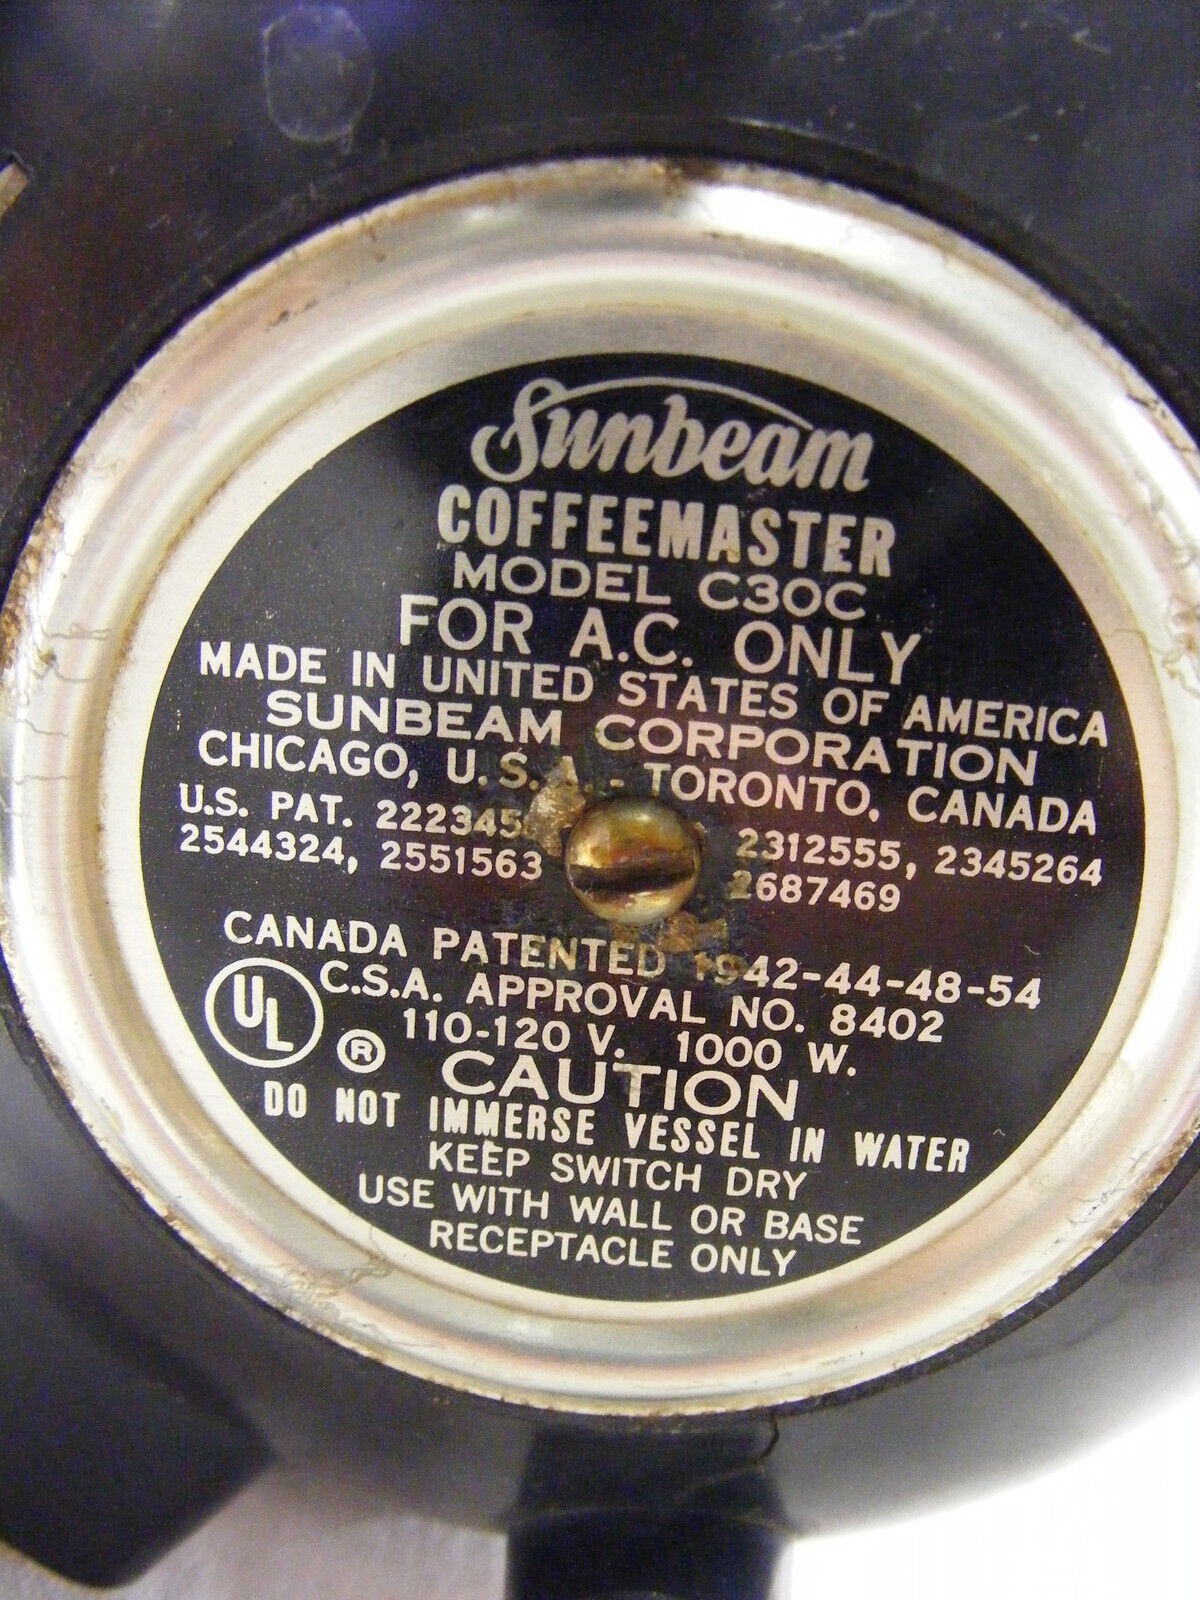 Sunbeam
COFFEEMASTER
MODEL C30C
FOR A.C. ONLY
MADE IN UNITED STATES OF AMERICA
SUNBEAM CORPORATION
CHICAGO, U.S.A. - TORONTO, CANADA
U.S. PAT. 2312555, 2345264
2544324, 2551563 2687469
CANADA PATENTED 1942-44-48-54
C.S.A. APPROVAL NO. 8402
UL ® 110-120 V. 1000 W.
CAUTION
DO NOT IMMERSE VESSEL IN WATER
KEEP SWITCH DRY
USE WITH WALL OR BASE
RECEPTACLE ONLY